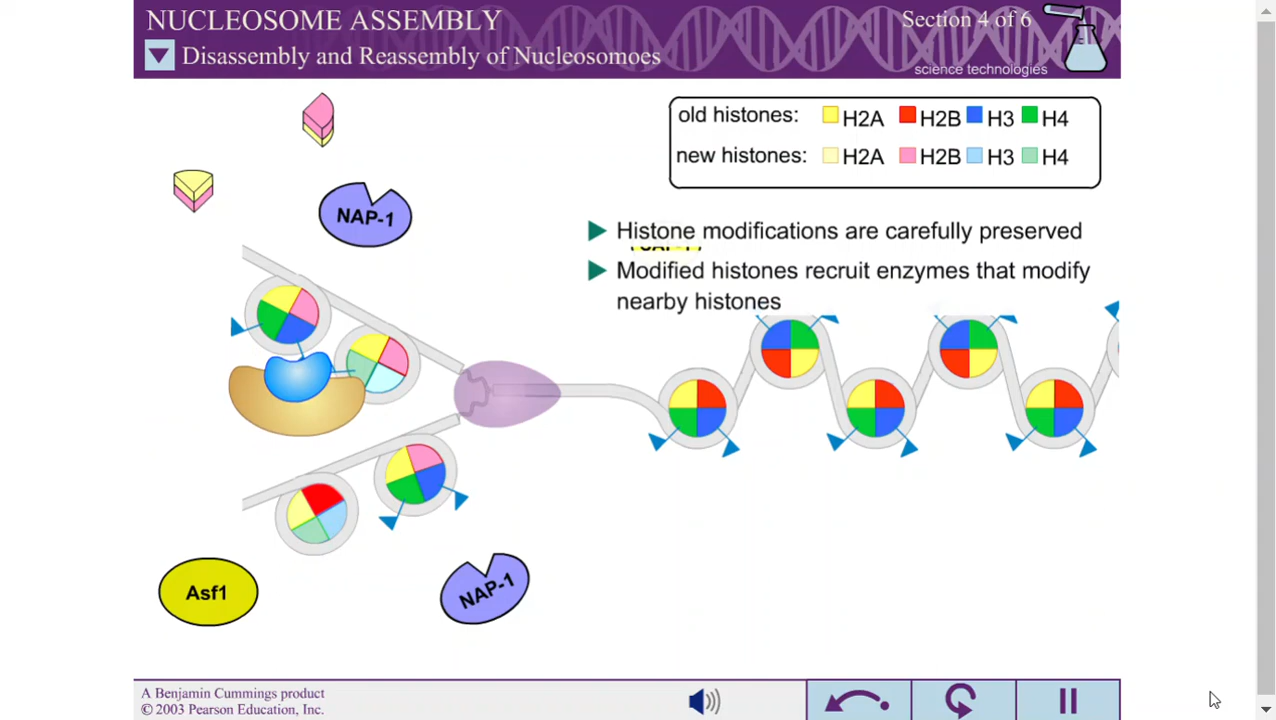 NUCLEOSOME ASSEMBLY
Section 4 of 6
Disassembly and Reassembly of Nucleosomoes
science technologies
old histones: H2A H2B H3 H4
new histones: H2A H2B H3 H4
NAP-1
Histone modifications are carefully preserved
Modified histones recruit enzymes that modify
nearby histones
Asf1
NAP-1
A Benjamin Cummings product
© 2003 Pearson Education, Inc.